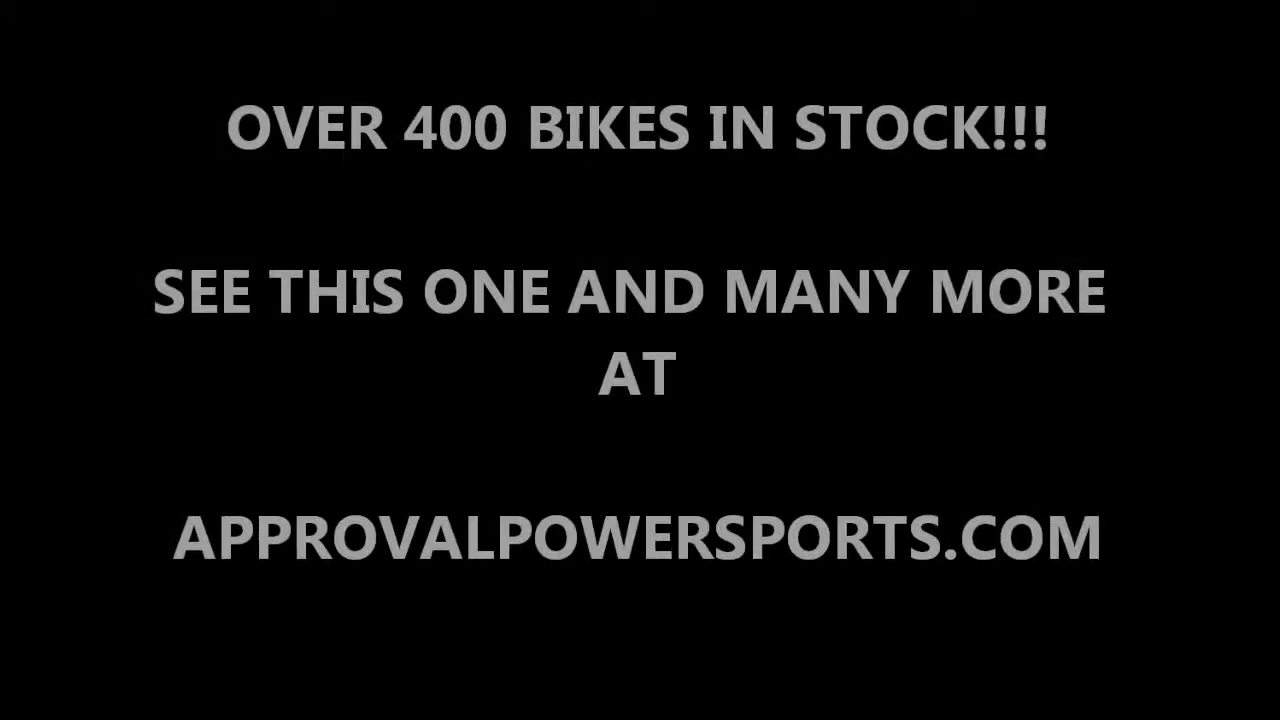 OVER 400 BIKES IN STOCK!!!
SEE THIS ONE AND MANY MORE
AT
APPROVALPOWERSPORTS.COM